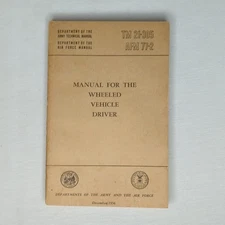 DEPARTMENT OF THE
ARMY TECHNICAL MANUAL
TM 21-305
DEPARTMENT OF THE
AIR FORCE MANUAL
AFM 77-2
MANUAL FOR THE
WHEELED
VEHICLE
DRIVER
DEPARTMENTS OF THE ARMY AND THE AIR FORCE